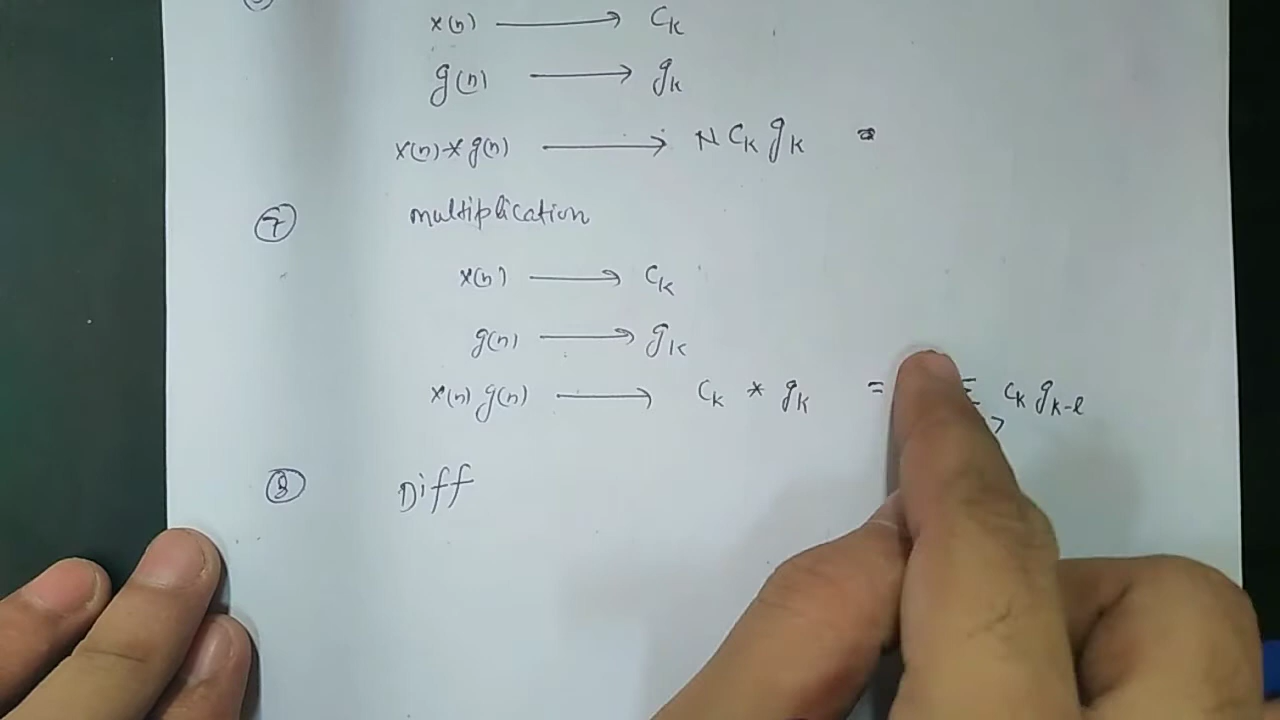 x(n) ⟶ Cₖ
g(n) ⟶ gₖ
x(n) * g(n) ⟶ N Cₖ gₖ
⑦ multiplication
x(n) ⟶ Cₖ
g(n) ⟶ gₖ
x(n) g(n) ⟶ Cₖ * gₖ = Σ Cₖ gₖ₋ₗ
⑧ Diff